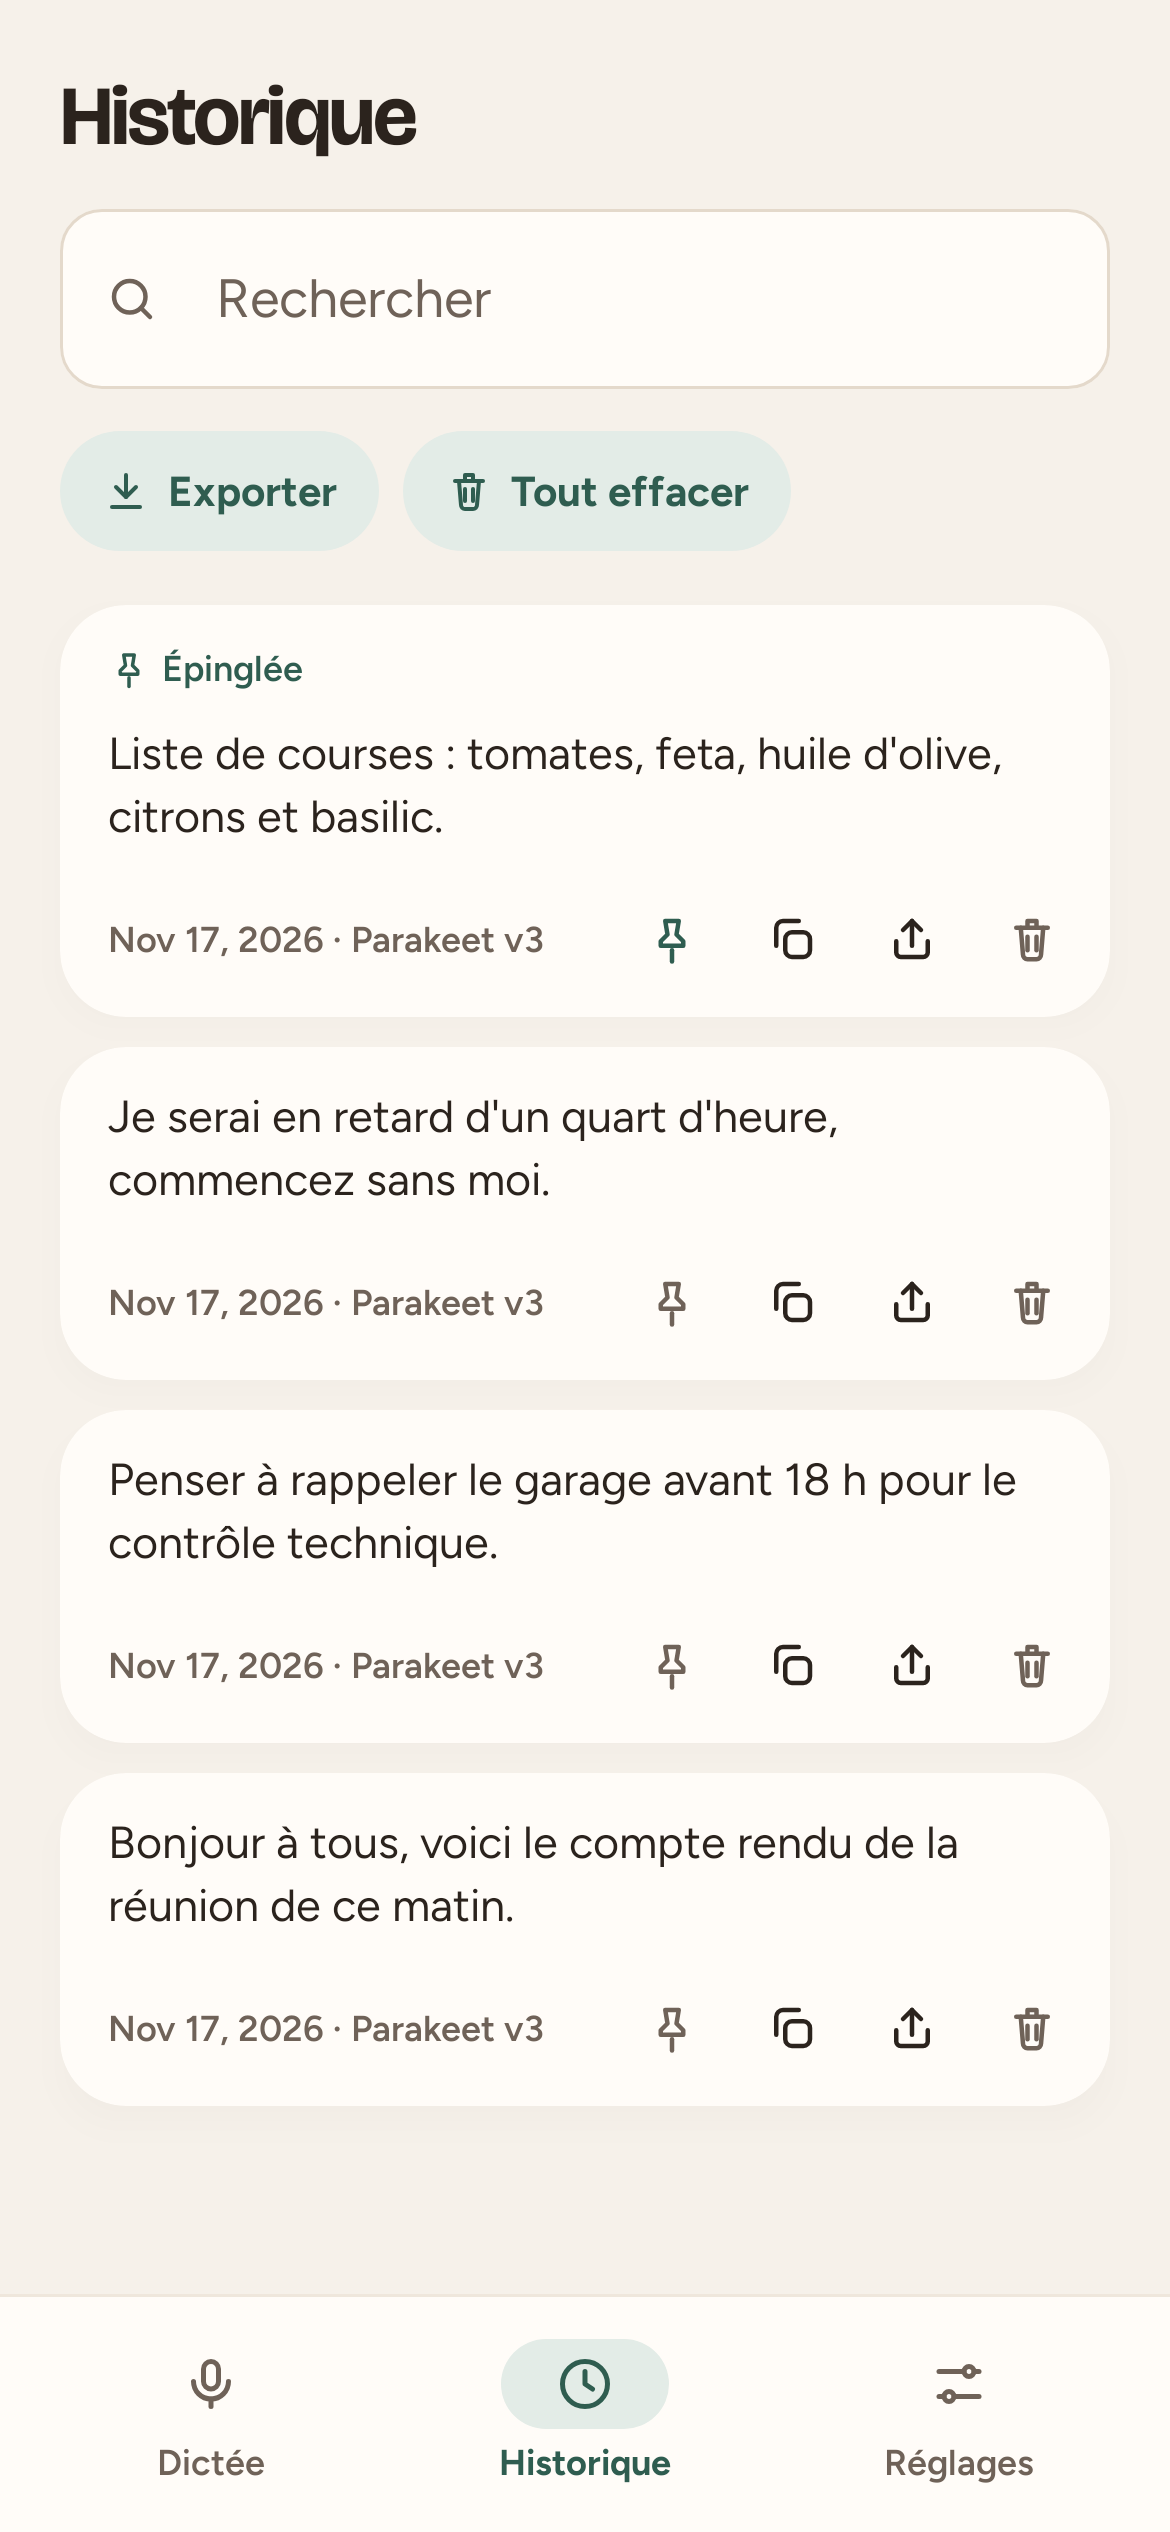 Historique
Rechercher
Exporter
Tout effacer
Épinglée
Liste de courses : tomates, feta, huile d'olive,
citrons et basilic.
Nov 17, 2026 · Parakeet v3
Je serai en retard d'un quart d'heure,
commencez sans moi.
Nov 17, 2026 · Parakeet v3
Penser à rappeler le garage avant 18 h pour le
contrôle technique.
Nov 17, 2026 · Parakeet v3
Bonjour à tous, voici le compte rendu de la
réunion de ce matin.
Nov 17, 2026 · Parakeet v3
Dictée
Historique
Réglages